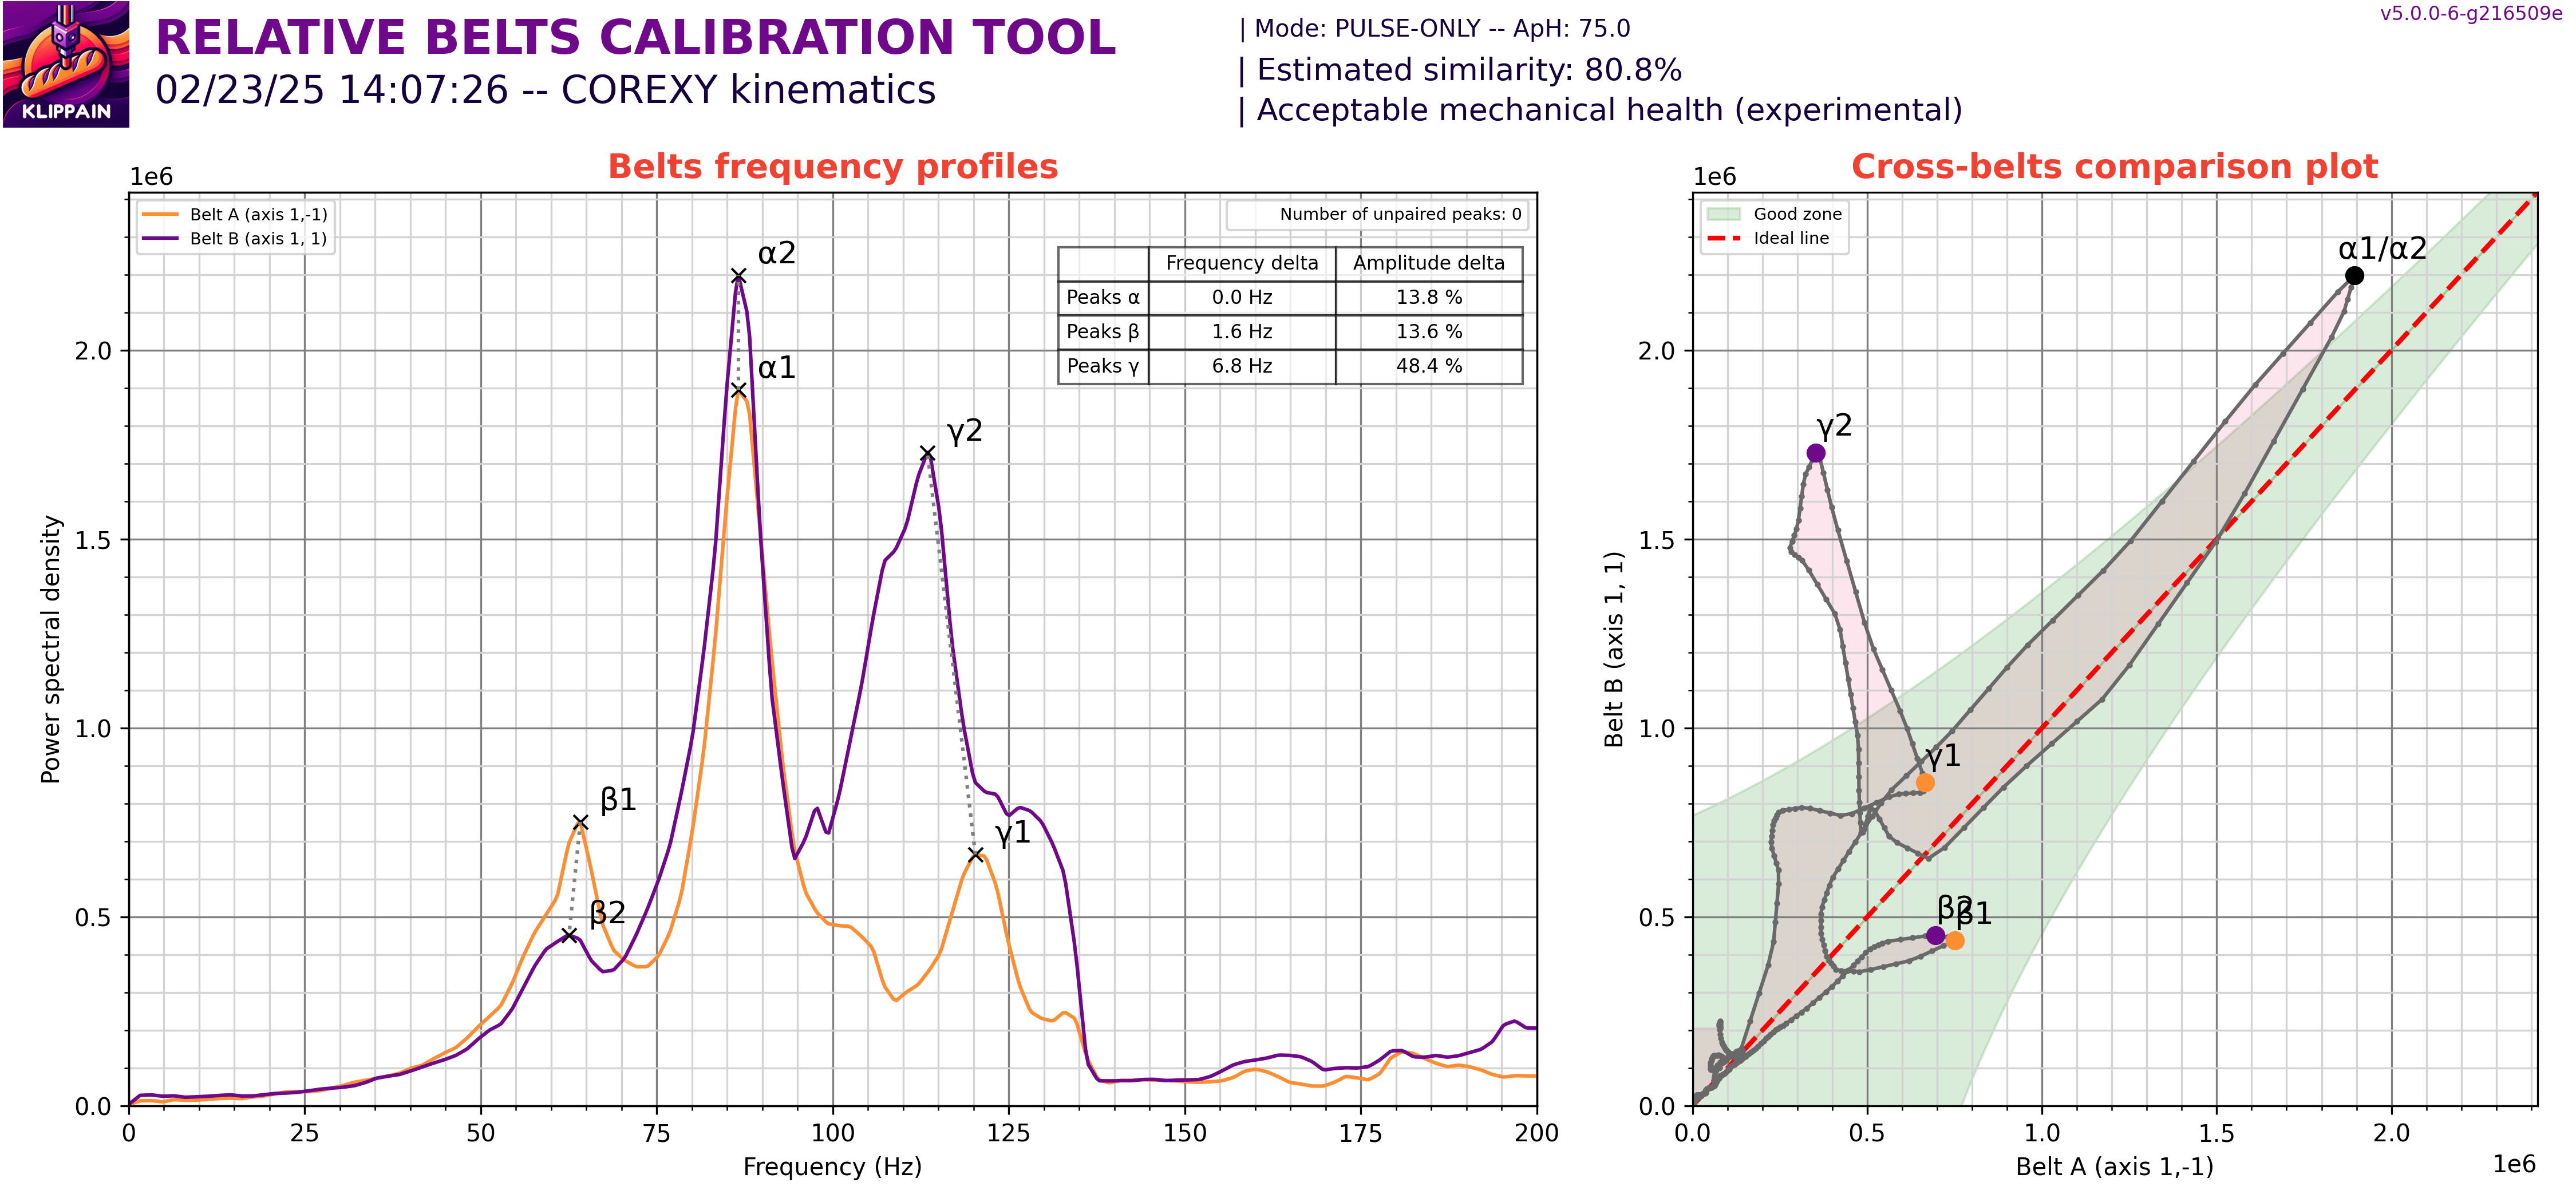 KLIPPAIN
RELATIVE BELTS CALIBRATION TOOL
02/23/25 14:07:26 -- COREXY kinematics
| Mode: PULSE-ONLY -- ApH: 75.0
| Estimated similarity: 80.8%
| Acceptable mechanical health (experimental)
v5.0.0-6-g216509e
Belts frequency profiles
1e6
Belt A (axis 1,-1)
Belt B (axis 1, 1)
Number of unpaired peaks: 0
Frequency delta Amplitude delta
Peaks α 0.0 Hz 13.8 %
Peaks β 1.6 Hz 13.6 %
Peaks γ 6.8 Hz 48.4 %
α2
α1
γ2
β1
γ1
β2
Power spectral density
2.0
1.5
1.0
0.5
0.0
0 25 50 75 100 125 150 175 200
Frequency (Hz)
Cross-belts comparison plot
1e6
Good zone
Ideal line
α1/α2
γ2
γ1
β2
β1
Belt B (axis 1, 1)
2.0
1.5
1.0
0.5
0.0
0.0 0.5 1.0 1.5 2.0
Belt A (axis 1,-1)
1e6